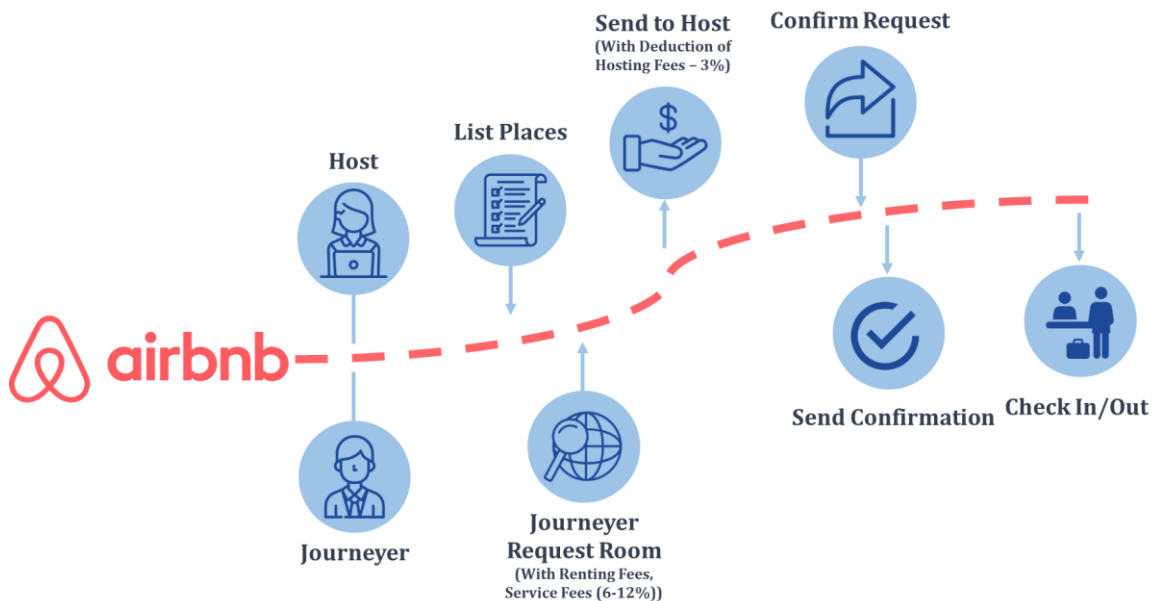 Send to Host
(With Deduction of
Hosting Fees – 3%)
Confirm Request
List Places
Host
airbnb
Journeyer
Journeyer
Request Room
(With Renting Fees,
Service Fees (6-12%))
Send Confirmation
Check In/Out